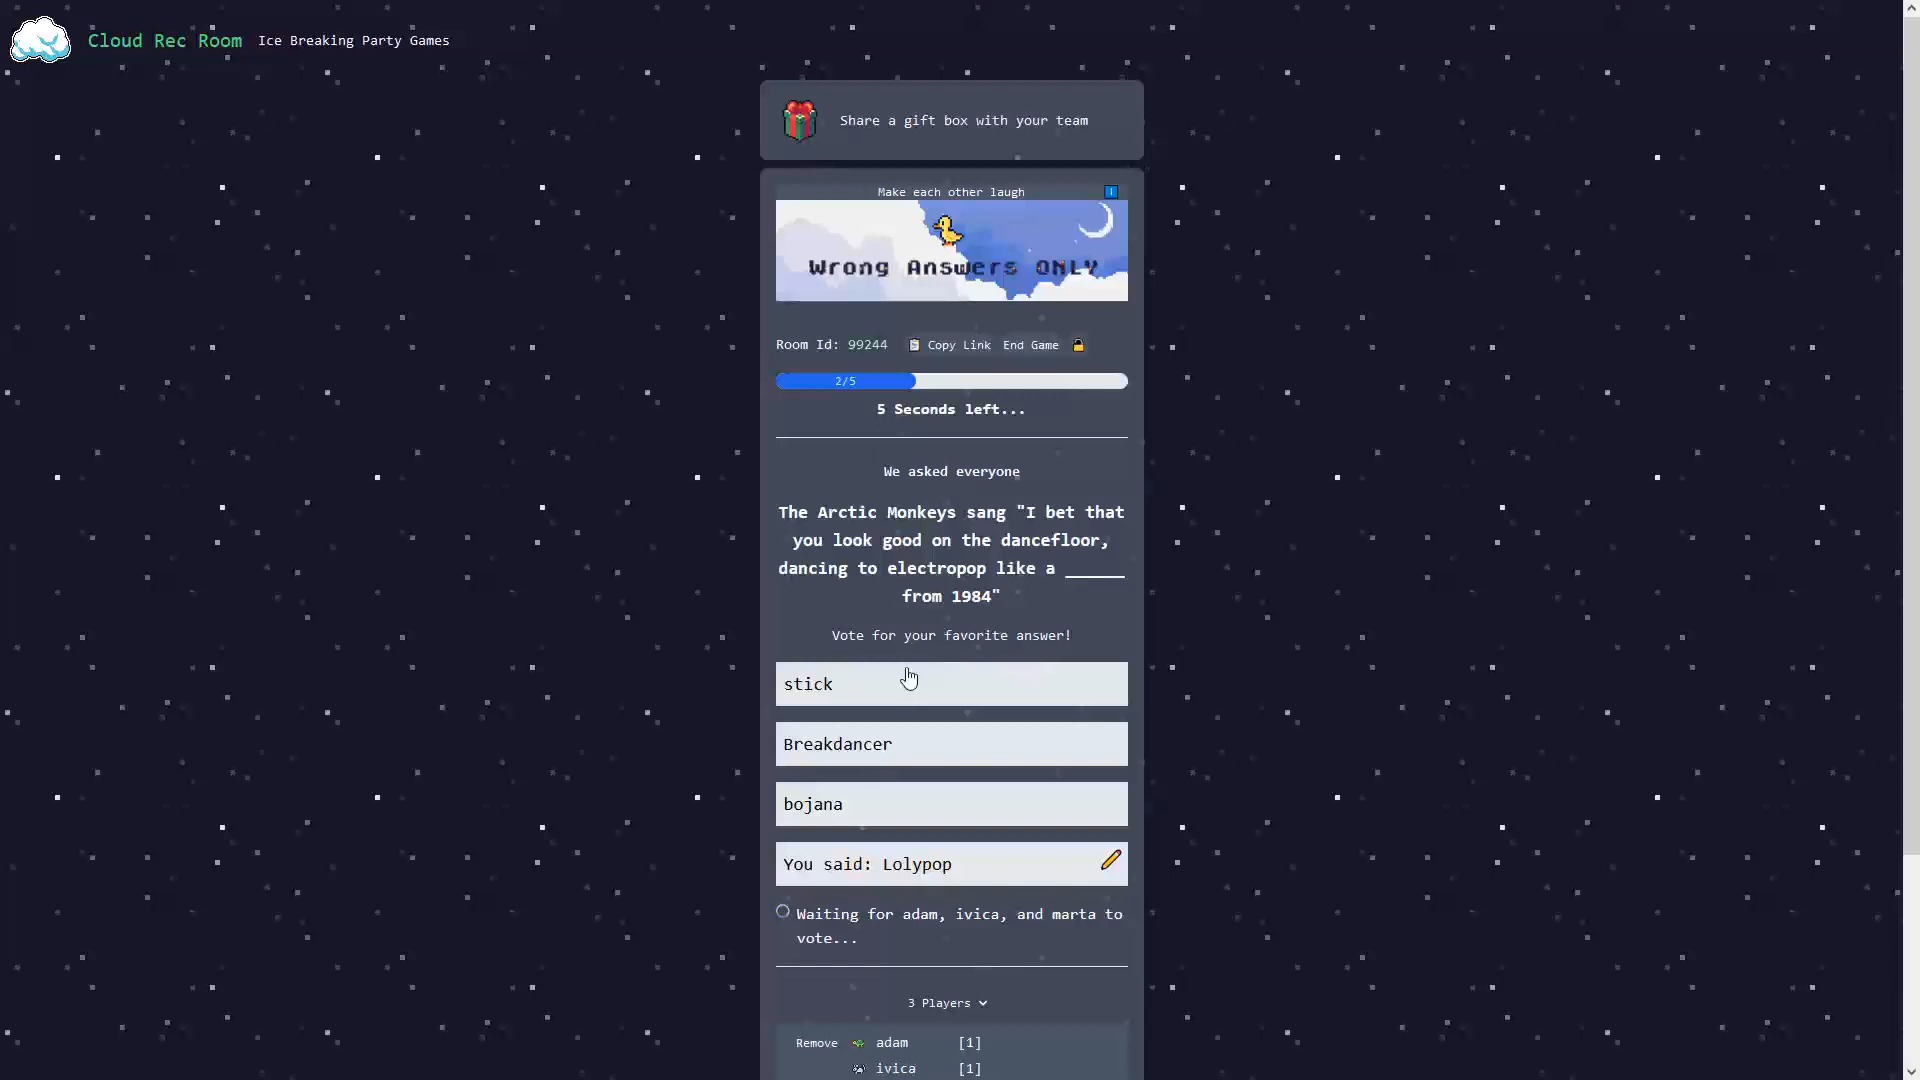 Cloud Rec Room Ice Breaking Party Games
Share a gift box with your team
Make each other laugh
Wrong Answers ONLY
Room Id: 99244 Copy Link End Game
2/5
5 Seconds left...
We asked everyone
The Arctic Monkeys sang "I bet that
you look good on the dancefloor,
dancing to electropop like a ______
from 1984"
Vote for your favorite answer!
stick
Breakdancer
bojana
You said: Lolypop
Waiting for adam, ivica, and marta to
vote...
3 Players
Remove adam [1]
ivica [1]